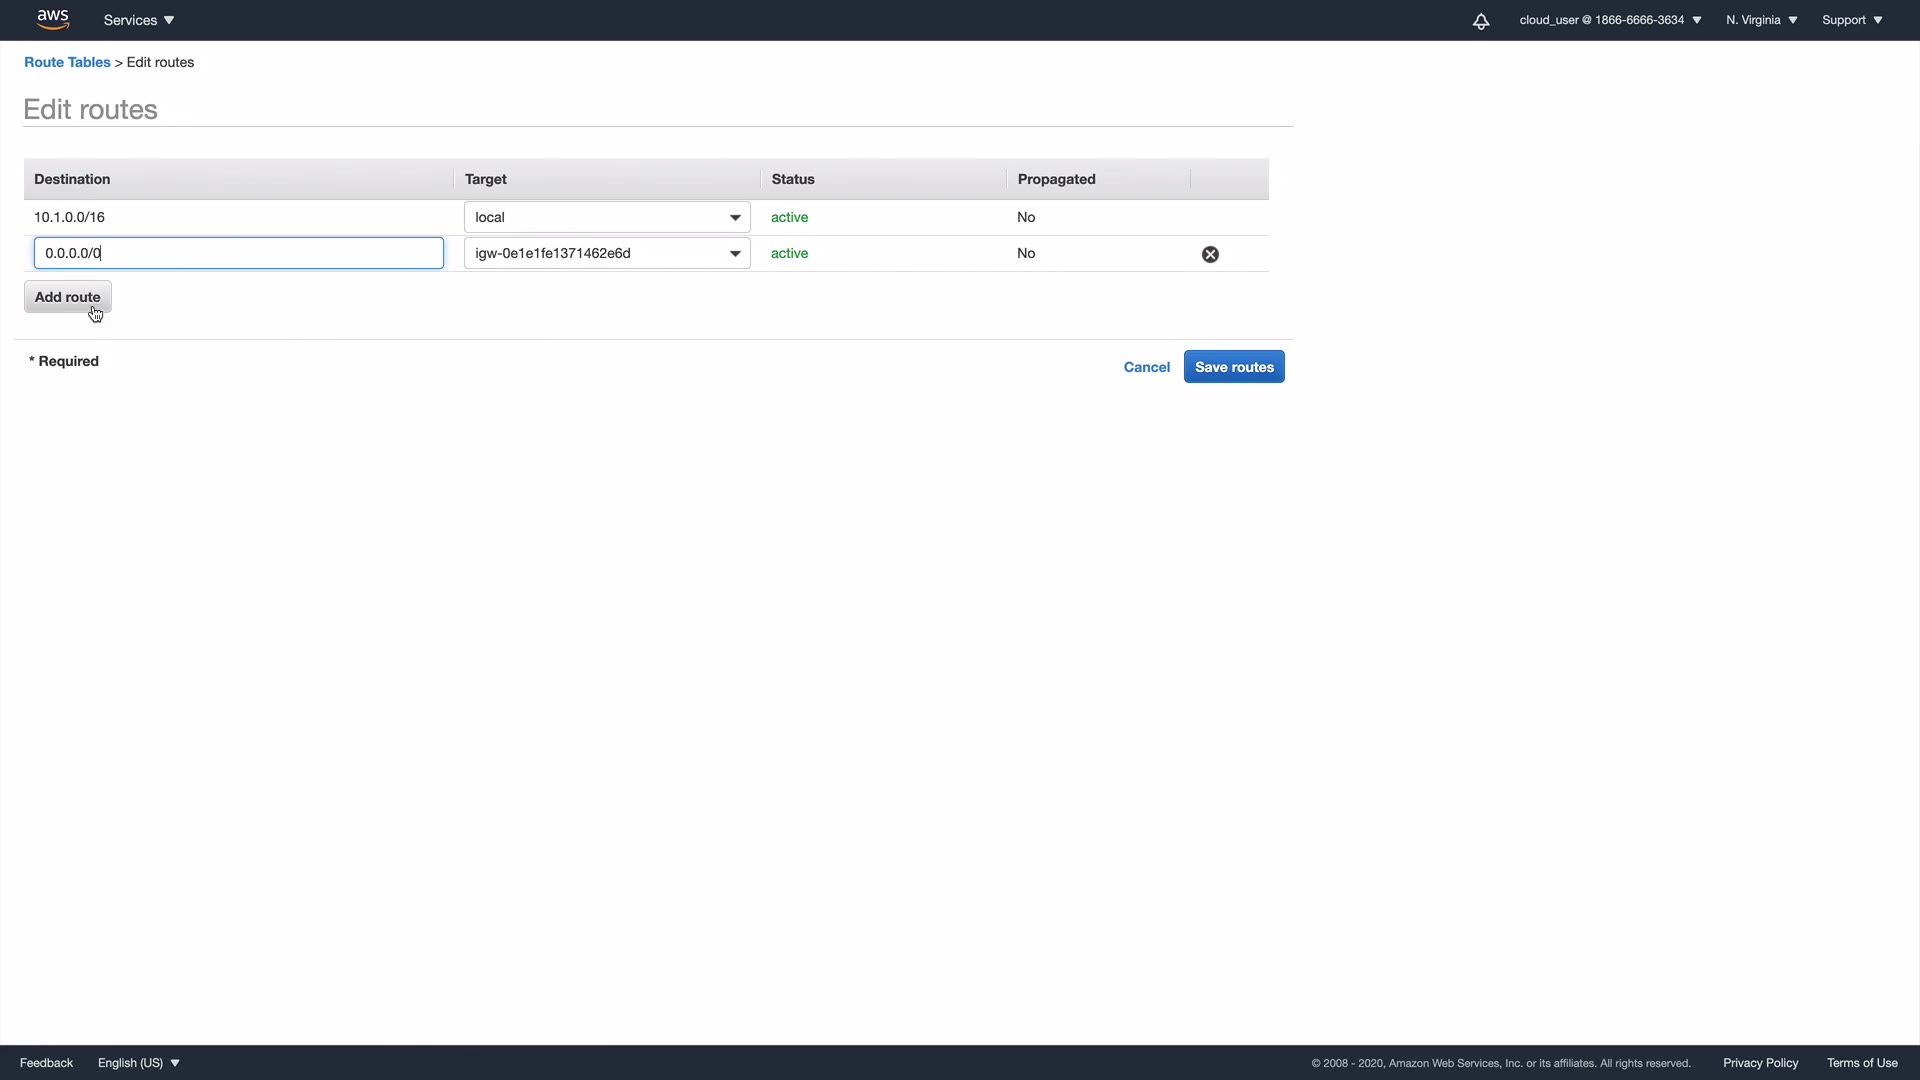 aws Services cloud_user @ 1866-6666-3634 N. Virginia Support
Route Tables > Edit routes
Edit routes
Destination Target Status Propagated
10.1.0.0/16 local active No
0.0.0.0/0 igw-0e1e1fe1371462e6d active No
Add route
* Required
Cancel Save routes
Feedback English (US) © 2008 - 2020, Amazon Web Services, Inc. or its affiliates. All rights reserved. Privacy Policy Terms of Use